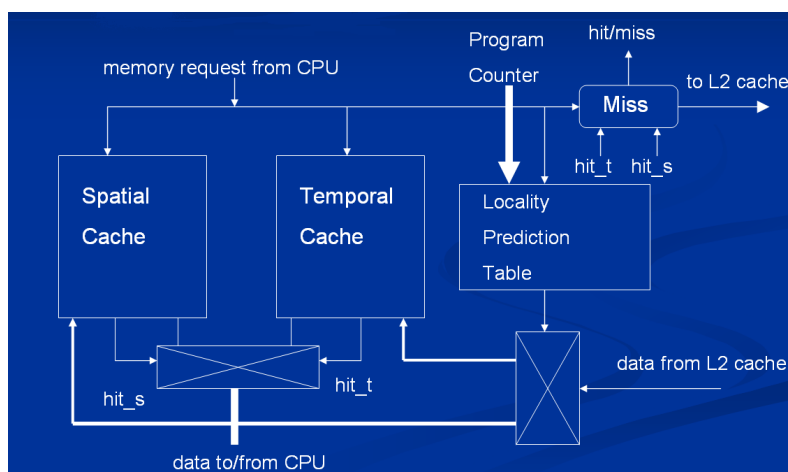 hit/miss
Program
memory request from CPU
Counter
to L2 cache
Miss
hit_t
hit_s
Spatial
Cache
Temporal
Cache
Locality
Prediction
Table
data from L2 cache
hit_s
hit_t
data to/from CPU